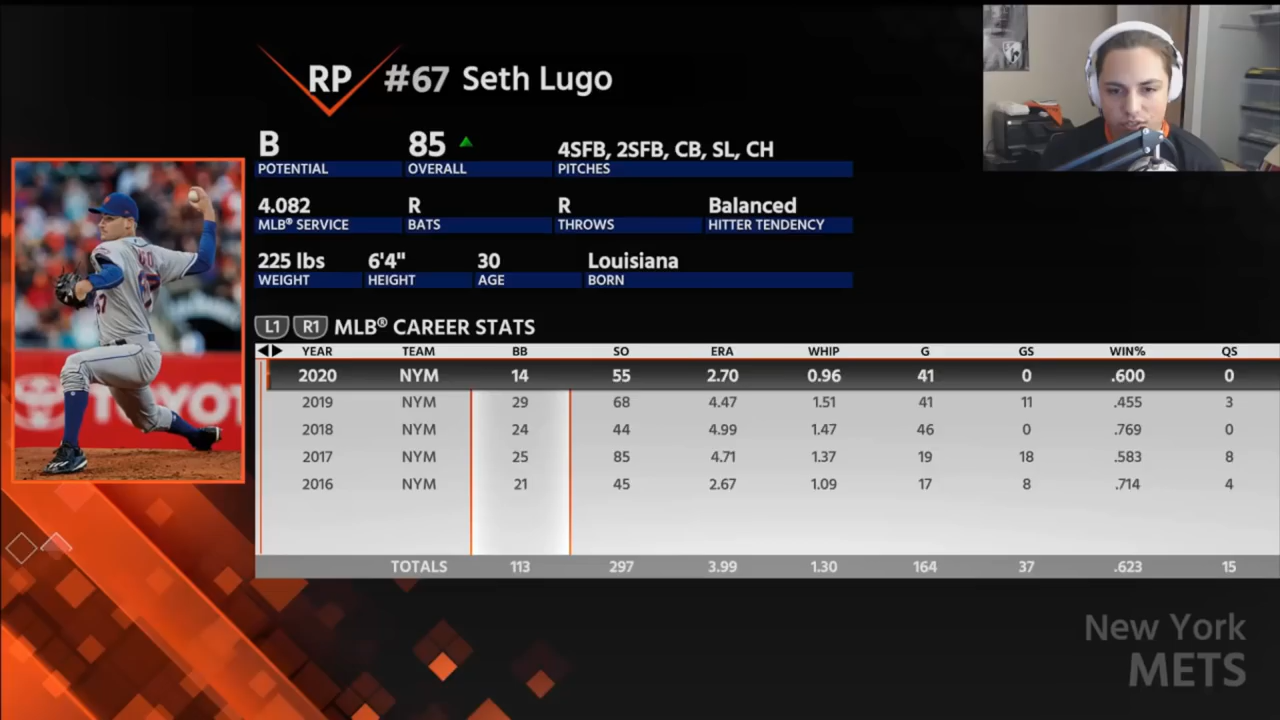 RP #67 Seth Lugo
B 85 4SFB, 2SFB, CB, SL, CH
POTENTIAL OVERALL PITCHES
4.082 R R Balanced
MLB® SERVICE BATS THROWS HITTER TENDENCY
225 lbs 6'4" 30 Louisiana
WEIGHT HEIGHT AGE BORN
L1 R1 MLB® CAREER STATS
YEAR TEAM BB SO ERA WHIP G GS WIN% QS
2020 NYM 14 55 2.70 0.96 41 0 .600 0
2019 NYM 29 68 4.47 1.51 41 11 .455 3
2018 NYM 24 44 4.99 1.47 46 0 .769 0
2017 NYM 25 85 4.71 1.37 19 18 .583 8
2016 NYM 21 45 2.67 1.09 17 8 .714 4
TOTALS 113 297 3.99 1.30 164 37 .623 15
New York
METS